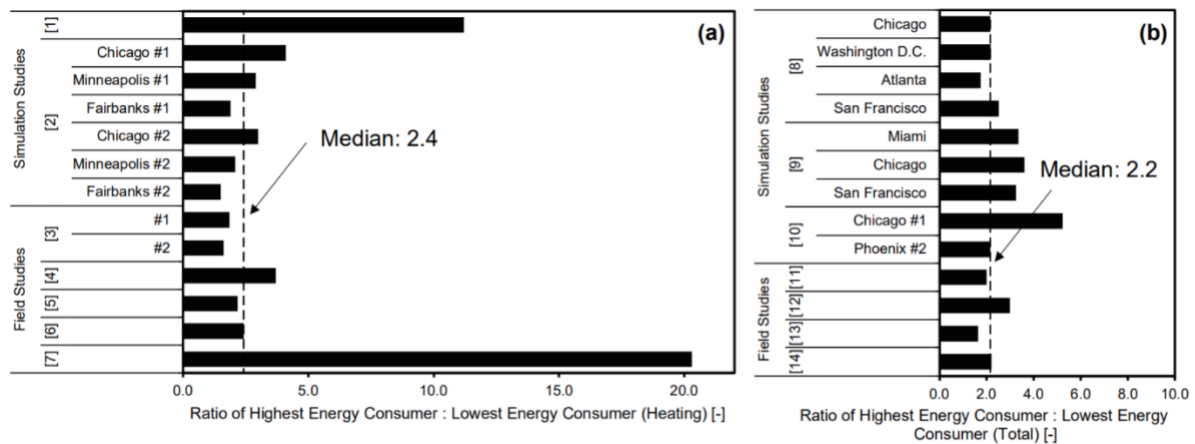 (a)
Simulation Studies
[1]
[2]
Chicago #1
Minneapolis #1
Fairbanks #1
Chicago #2
Minneapolis #2
Fairbanks #2
Field Studies
[3]
#1
#2
[4]
[5]
[6]
[7]
Median: 2.4
0.0 5.0 10.0 15.0 20.0
Ratio of Highest Energy Consumer : Lowest Energy Consumer (Heating) [-]
(b)
Simulation Studies
[8]
Chicago
Washington D.C.
Atlanta
San Francisco
[9]
Miami
Chicago
San Francisco
[10]
Chicago #1
Phoenix #2
Field Studies
[11]
[12]
[13]
[14]
Median: 2.2
0.0 2.0 4.0 6.0 8.0 10.0
Ratio of Highest Energy Consumer : Lowest Energy
Consumer (Total) [-]